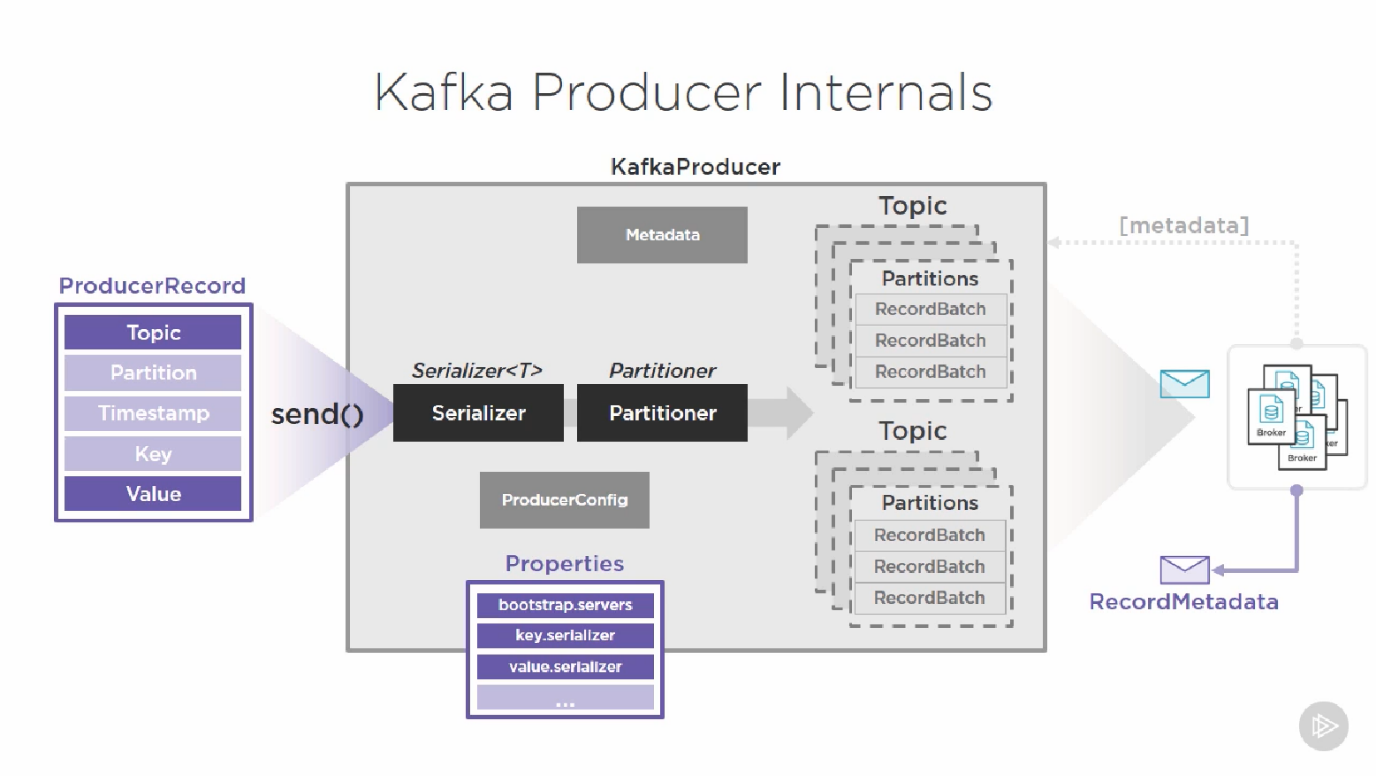 Kafka Producer Internals
KafkaProducer
ProducerRecord
Topic
Partition
Timestamp
Key
Value
send()
Metadata
Serializer<T>
Serializer
Partitioner
Partitioner
ProducerConfig
Properties
bootstrap.servers
key.serializer
value.serializer
...
Topic
Partitions
RecordBatch
RecordBatch
RecordBatch
Topic
Partitions
RecordBatch
RecordBatch
RecordBatch
[metadata]
Broker
Broker
RecordMetadata